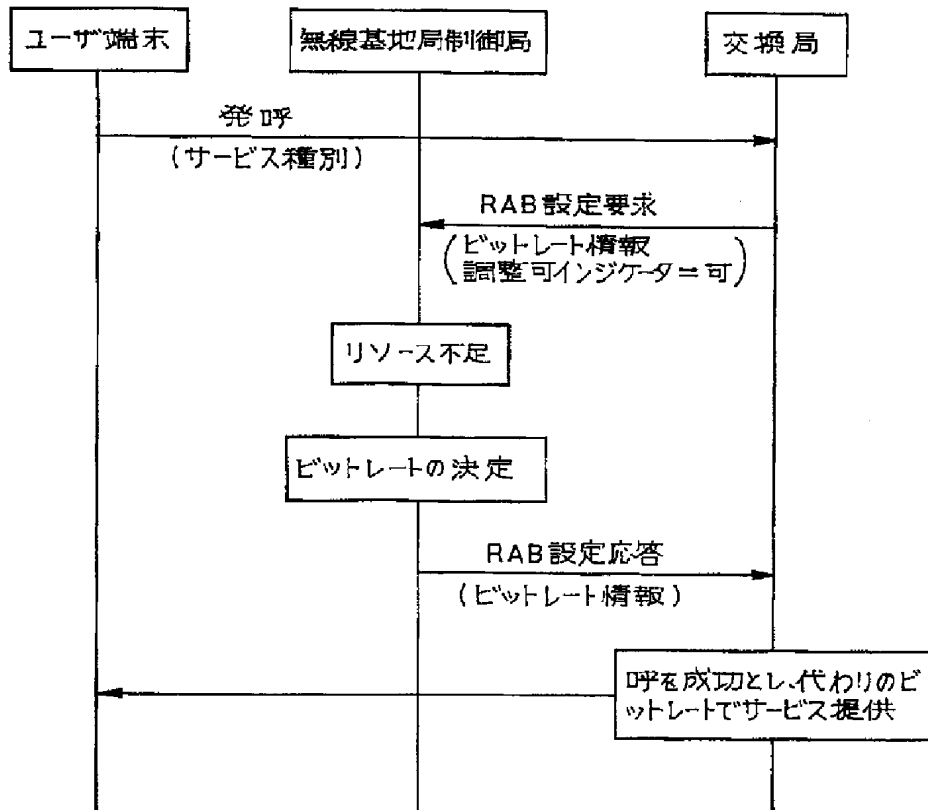 ユーザ端末
無線基地局制御局
交換局
発呼
(サービス種別)
RAB設定要求
(ビットレート情報
調整可インジケーター=可)
リソース不足
ビットレートの決定
RAB設定応答
(ビットレート情報)
呼を成功とし、代わりのビ
ットレートでサービス提供